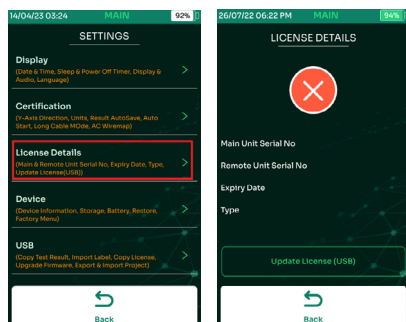 14/04/23 03:24 MAIN 92%
SETTINGS
Display
(Date & Time, Sleep & Power Off Timer, Display &
Audio, Language)
Certification
(Y-Axis Direction, Units, Result AutoSave, Auto
Start, Long Cable MOde, AC Wiremap)
License Details
(Main & Remote Unit Serial No, Expiry Date, Type,
Update License(USB))
Device
(Device Information, Storage, Battery, Restore,
Factory Menu)
USB
(Copy Test Result, Import Label, Copy License,
Upgrade Firmware, Export & Import Project)
Back
26/07/22 06:22 PM MAIN 94%
LICENSE DETAILS
Main Unit Serial No
Remote Unit Serial No
Expiry Date
Type
Update License (USB)
Back